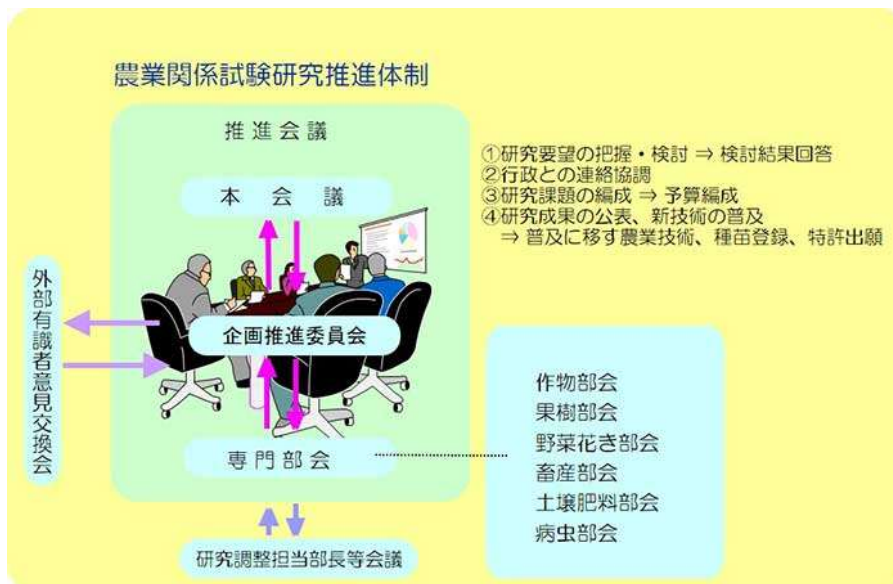 農業関係試験研究推進体制
推進会議
本会議
①研究要望の把握・検討 ⇒ 検討結果回答
②行政との連絡協調
③研究課題の編成 ⇒ 予算編成
④研究成果の公表、新技術の普及
⇒ 普及に移す農業技術、種苗登録、特許出願
外部有識者意見交換会
企画推進委員会
専門部会
作物部会
果樹部会
野菜花き部会
畜産部会
土壌肥料部会
病虫部会
研究調整担当部長等会議